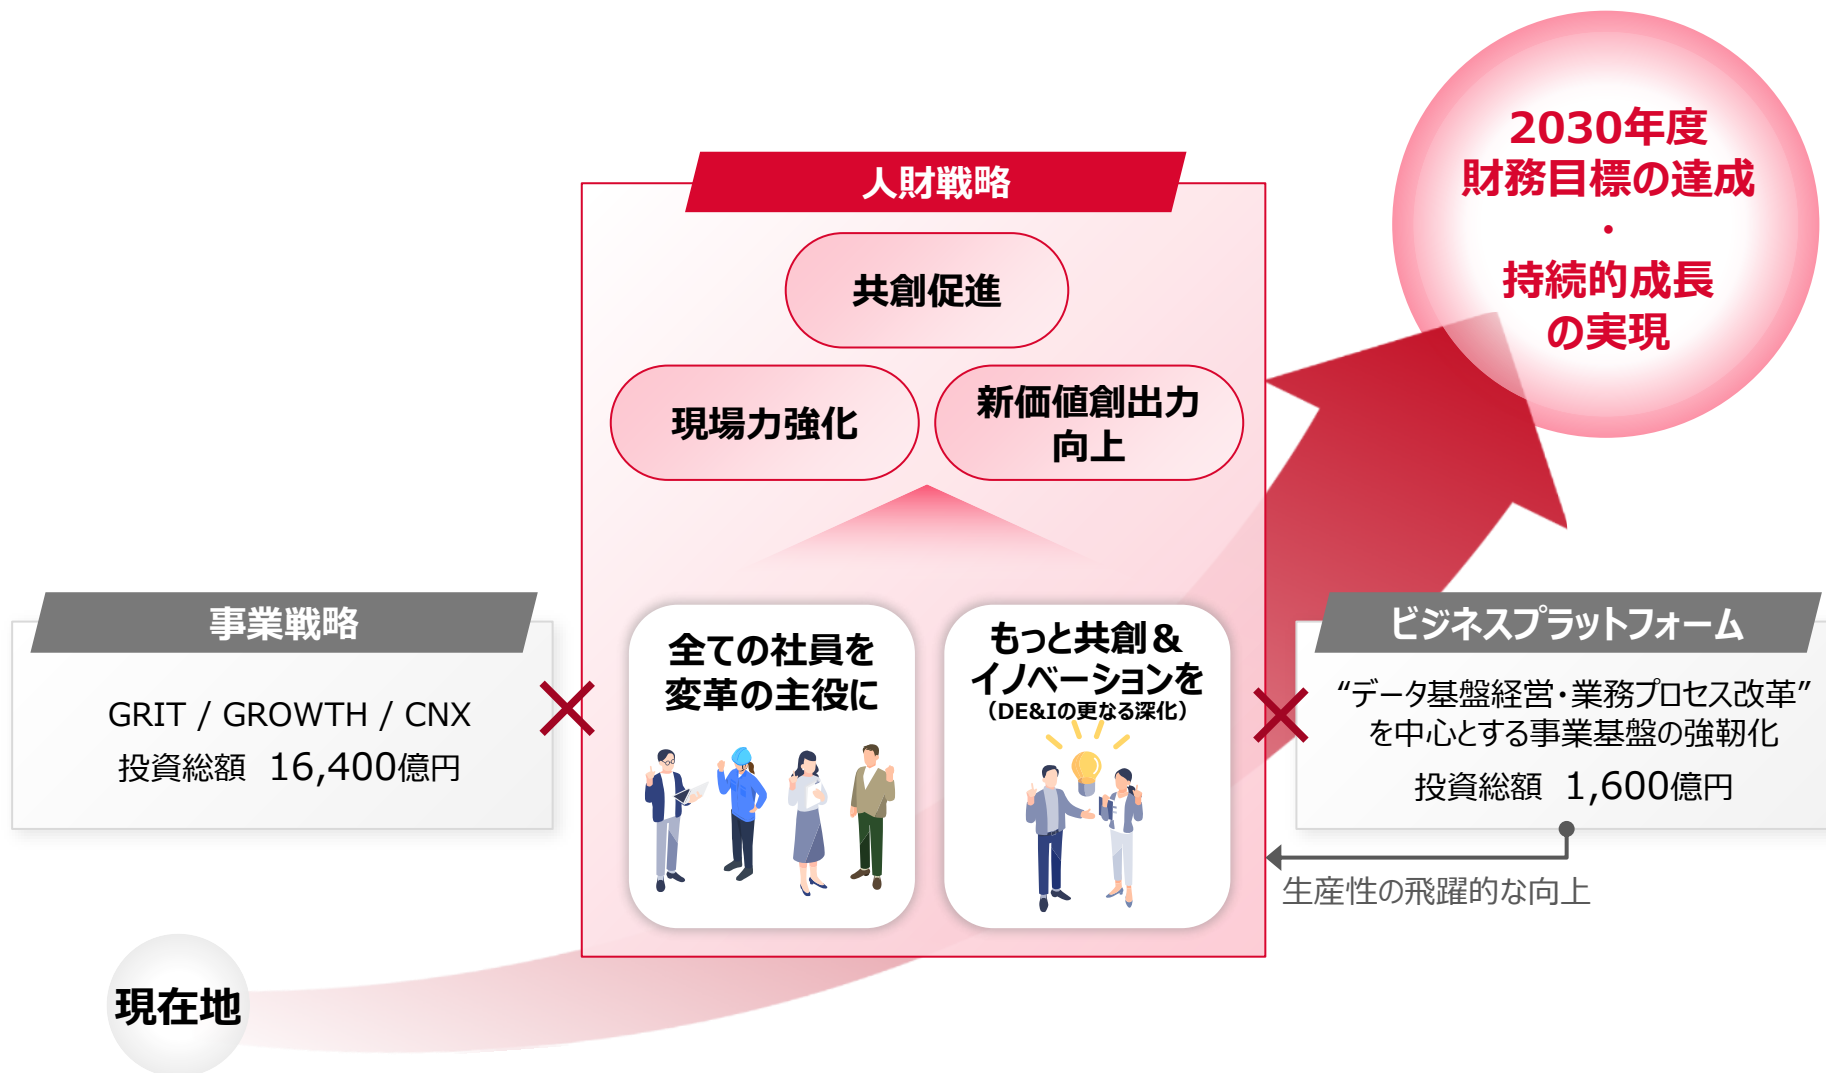 2030年度
財務目標の達成
・
持続的成長
の実現
人財戦略
共創促進
現場力強化
新価値創出力
向上
全ての社員を
変革の主役に
もっと共創＆
イノベーションを
（DE&Iの更なる深化）
事業戦略
GRIT / GROWTH / CNX
投資総額 16,400億円
ビジネスプラットフォーム
“データ基盤経営・業務プロセス改革”
を中心とする事業基盤の強靭化
投資総額 1,600億円
生産性の飛躍的な向上
現在地